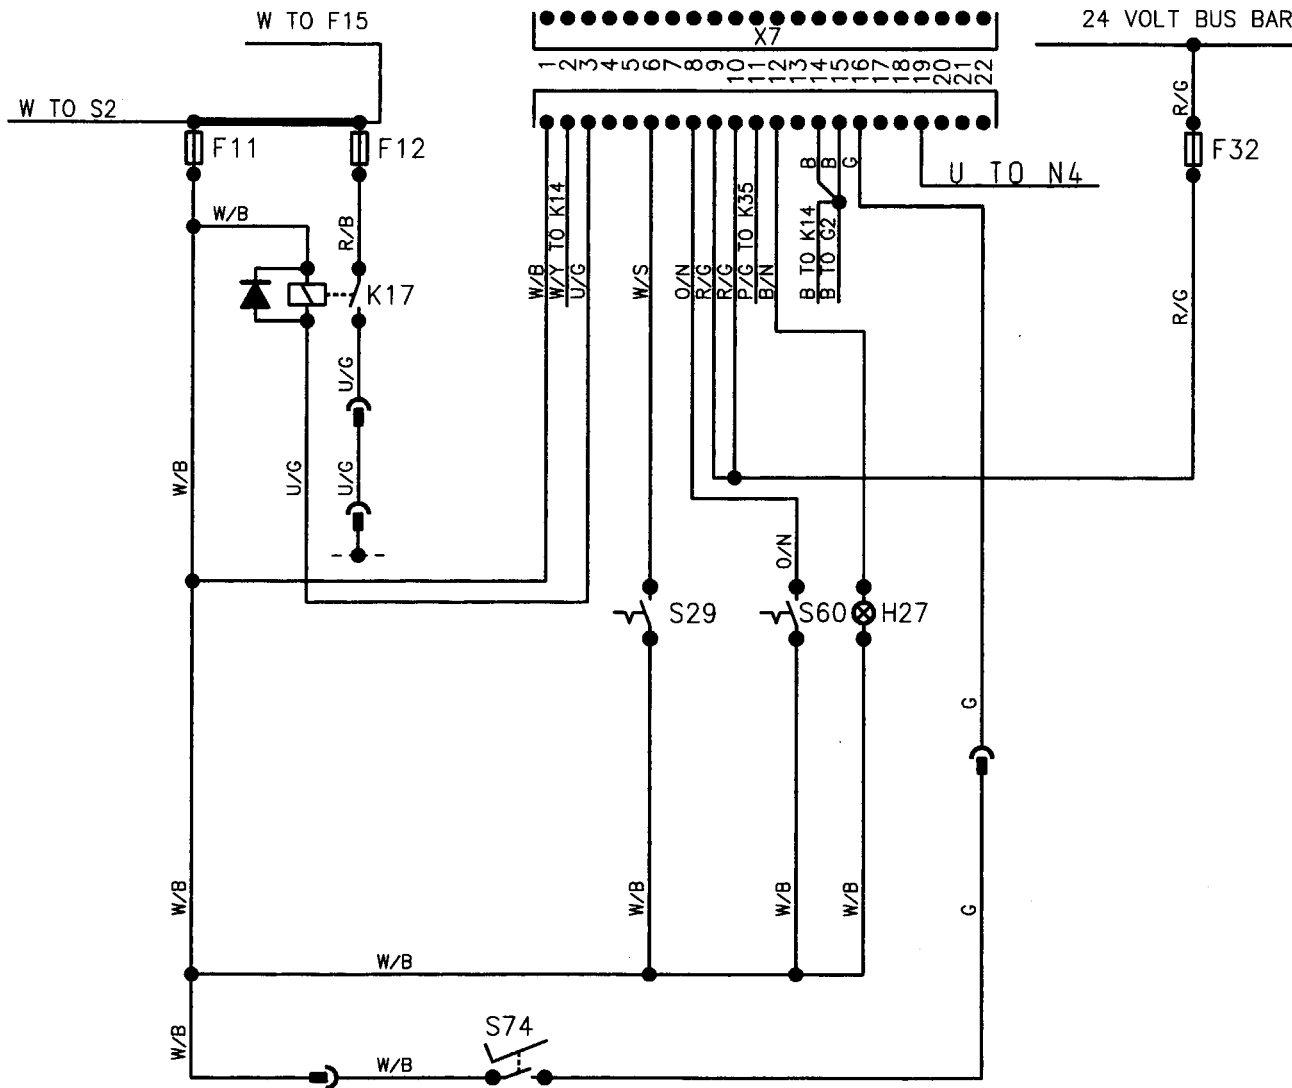 W TO F15
24 VOLT BUS BAR
X7
1 2 3 4 5 6 7 8 9 10 11 12 13 14 15 16 17 18 19 20 21 22
W TO S2
R/G
F11
F12
F32
B
B
G
U TO N4
W/B
R/B
W/B
W/Y TO K14
U/G
W/S
O/N
R/G
R/G
P/G TO K35
B/N
B TO K14
B TO G2
K17
R/G
U/G
W/B
U/G
U/G
O/N
S29
S60
H27
G
W/B
W/B
W/B
W/B
G
W/B
S74
W/B
W/B